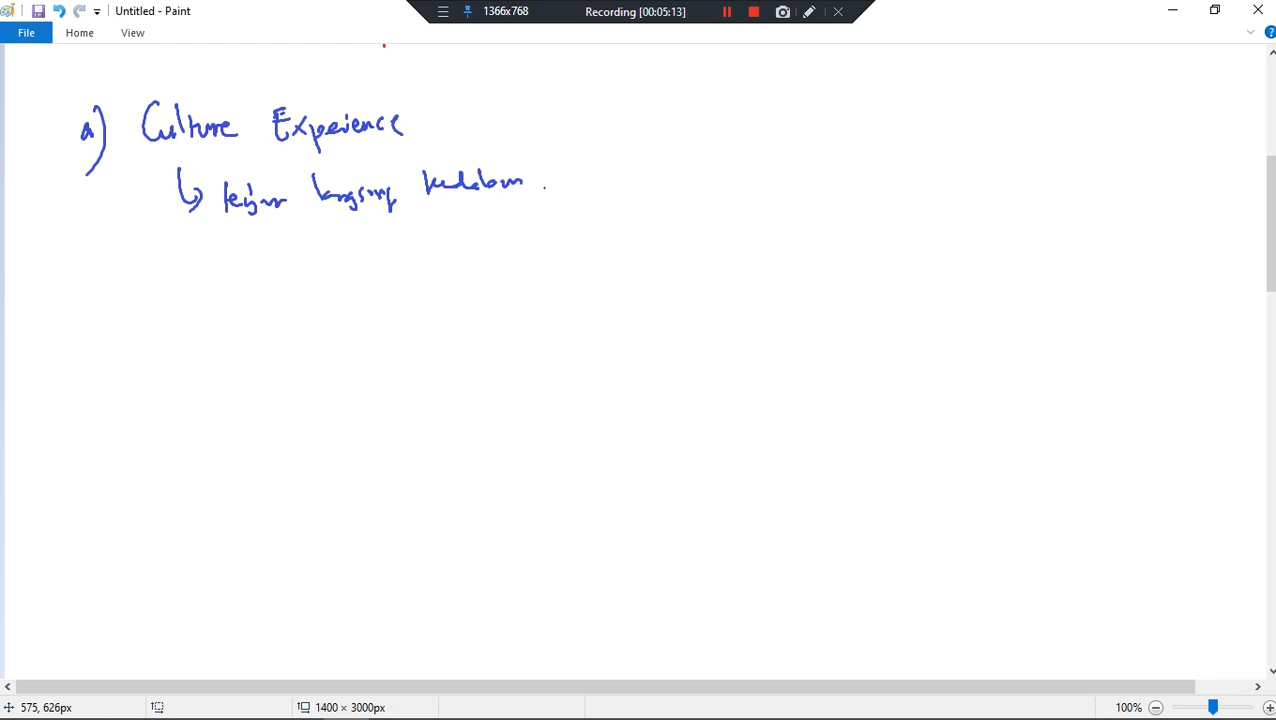 Untitled - Paint
1366x768
Recording [00:05:13]
File Home View
a) Culture Experience
↳ terjun langsung kedalam
575, 626px
1400 × 3000px
100%